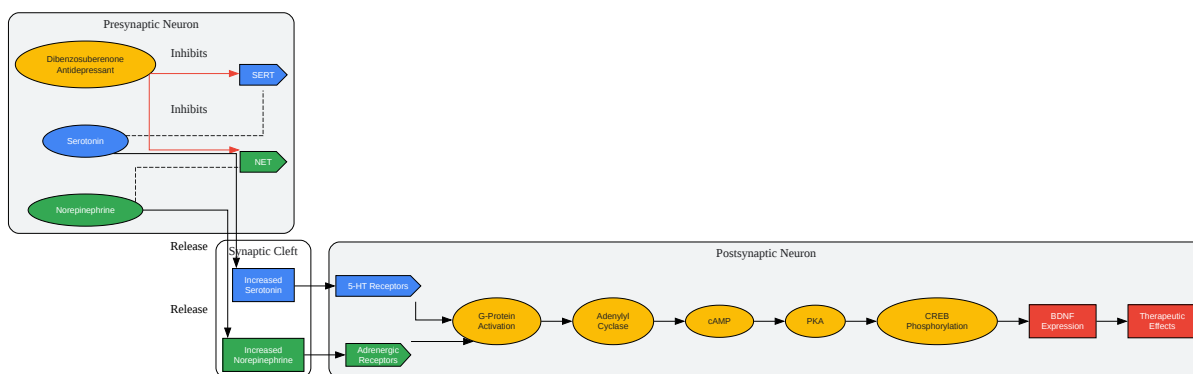 Presynaptic Neuron
Dibenzosuberenone
Antidepressant
Inhibits
SERT
Inhibits
Serotonin
NET
Norepinephrine
Release
Synaptic Cleft
Postsynaptic Neuron
Increased
Serotonin
5-HT Receptors
Release
G-Protein
Activation
Adenylyl
Cyclase
cAMP
PKA
CREB
Phosphorylation
BDNF
Expression
Therapeutic
Effects
Increased
Norepinephrine
Adrenergic
Receptors